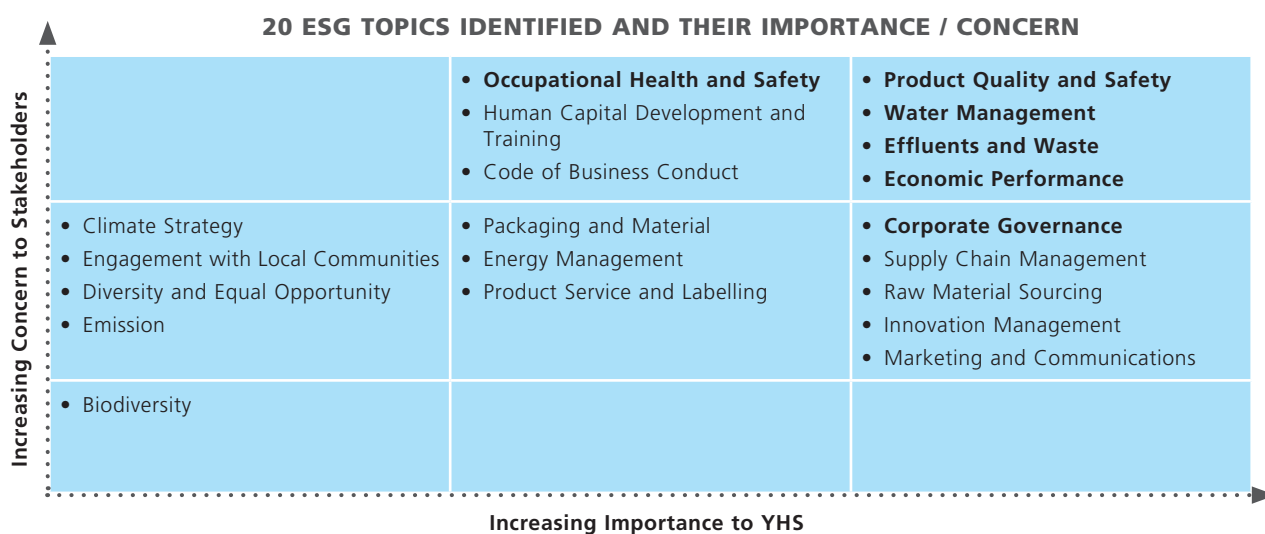 20 ESG TOPICS IDENTIFIED AND THEIR IMPORTANCE / CONCERN
Increasing Concern to Stakeholders
• Occupational Health and Safety
• Human Capital Development and
Training
• Code of Business Conduct
• Product Quality and Safety
• Water Management
• Effluents and Waste
• Economic Performance
• Climate Strategy
• Engagement with Local Communities
• Diversity and Equal Opportunity
• Emission
• Packaging and Material
• Energy Management
• Product Service and Labelling
• Corporate Governance
• Supply Chain Management
• Raw Material Sourcing
• Innovation Management
• Marketing and Communications
• Biodiversity
Increasing Importance to YHS